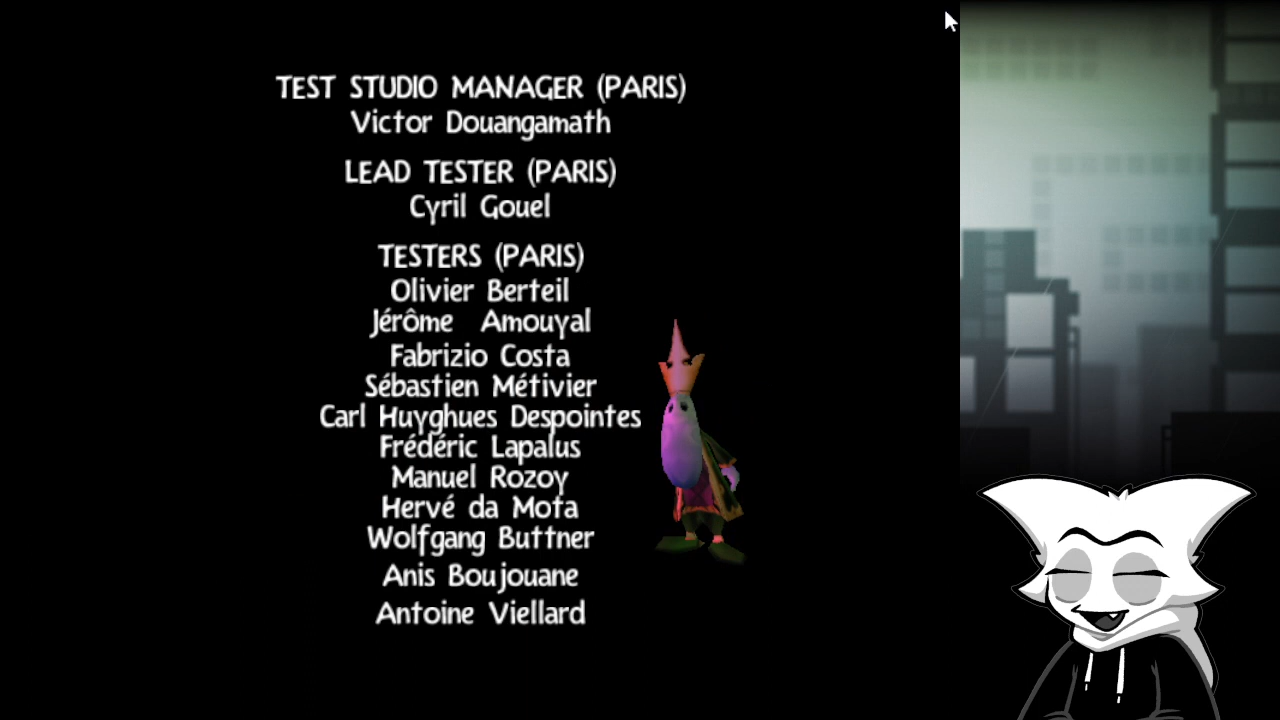 TEST STUDIO MANAGER (PARIS)
Victor Douangamath
LEAD TESTER (PARIS)
Cyril Gouel
TESTERS (PARIS)
Olivier Berteil
Jérôme Amouyal
Fabrizio Costa
Sébastien Métivier
Carl Huyghues Despointes
Frédéric Lapalus
Manuel Rozoy
Hervé da Mota
Wolfgang Buttner
Anis Boujouane
Antoine Viellard